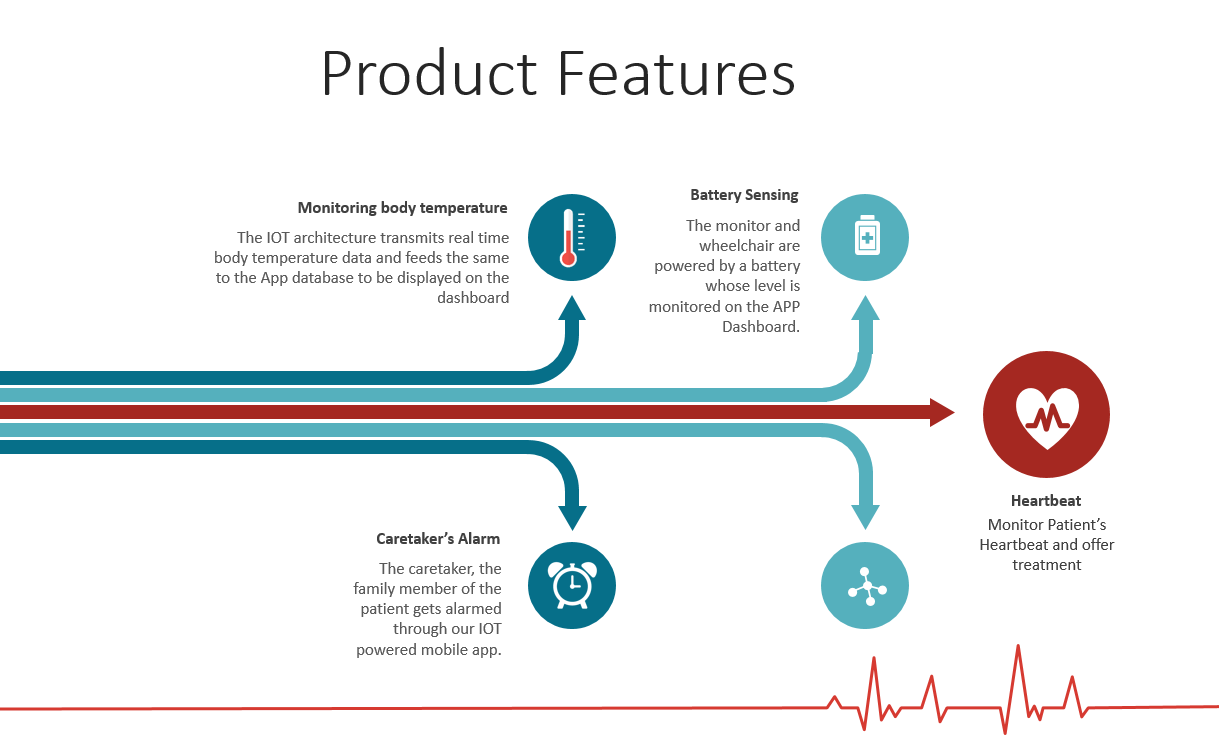 Product Features
Monitoring body temperature
The IOT architecture transmits real time
body temperature data and feeds the same
to the App database to be displayed on the
dashboard
Battery Sensing
The monitor and
wheelchair are
powered by a battery
whose level is
monitored on the APP
Dashboard.
Heartbeat
Monitor Patient’s
Heartbeat and offer
treatment
Caretaker’s Alarm
The caretaker, the
family member of the
patient gets alarmed
through our IOT
powered mobile app.